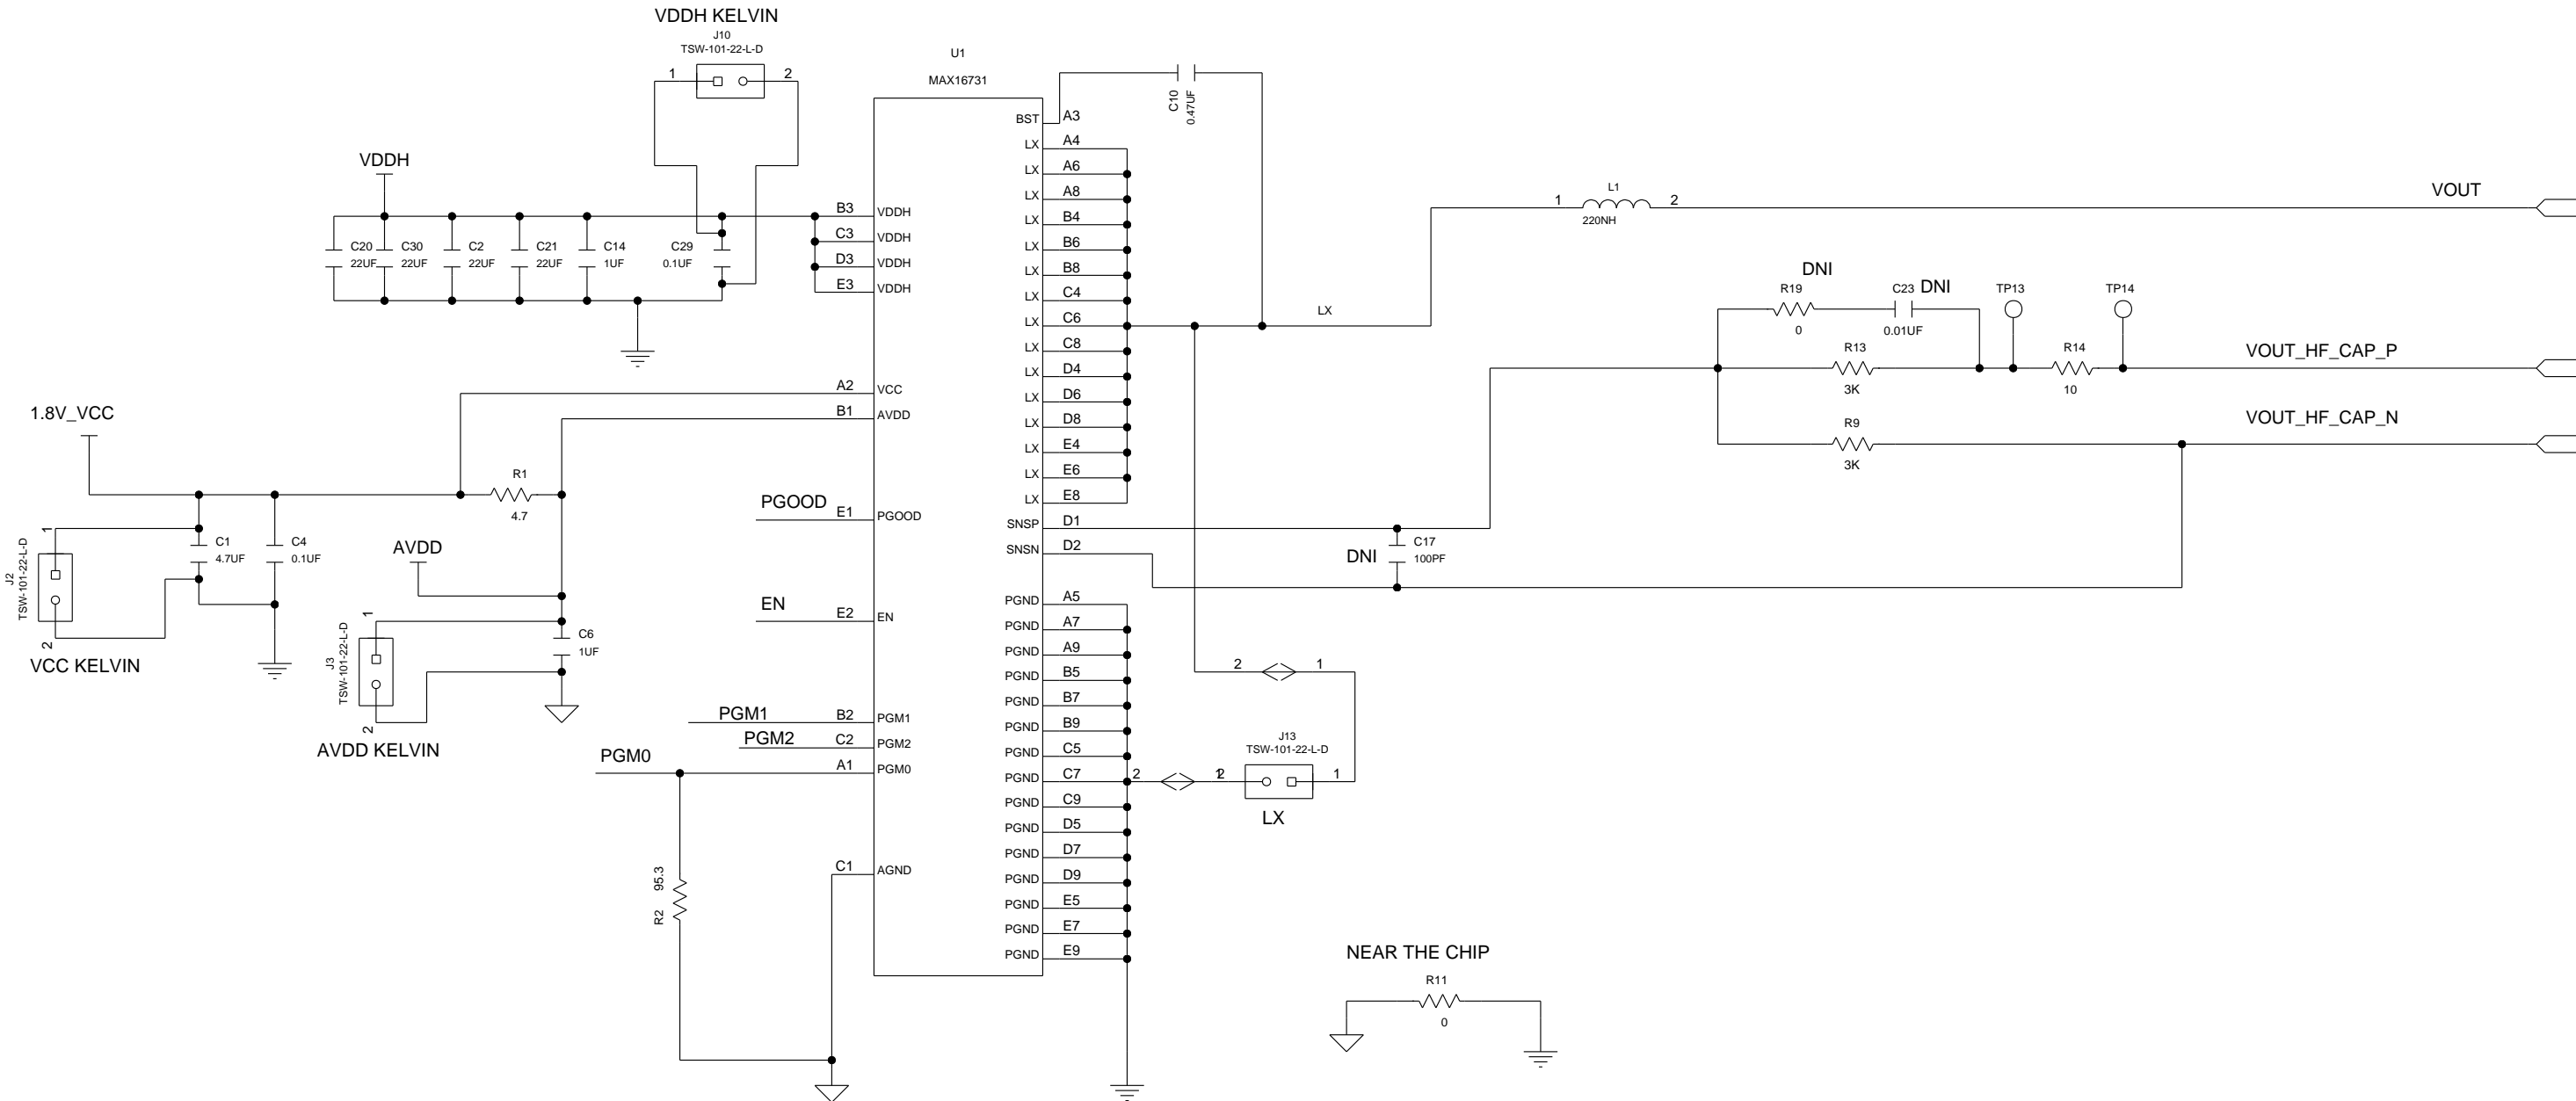 VDDH KELVIN
J10
TSW-101-22-L-D
1 2
U1
MAX16731
VDDH
C20 22UF
C30 22UF
C2 22UF
C21 22UF
C14 1UF
C29 0.1UF
B3 VDDH
C3 VDDH
D3 VDDH
E3 VDDH
A2 VCC
B1 AVDD
1.8V_VCC
R1
4.7
J2
TSW-101-22-L-D
1
2
VCC KELVIN
C1 4.7UF
C4 0.1UF
AVDD
J3
TSW-101-22-L-D
1
2
AVDD KELVIN
C6 1UF
PGOOD E1 PGOOD
EN E2 EN
PGM1 B2 PGM1
PGM2 C2 PGM2
PGM0 A1 PGM0
R2 95.3
C1 AGND
BST A3
LX A4
LX A6
LX A8
LX B4
LX B6
LX B8
LX C4
LX C6
LX C8
LX D4
LX D6
LX D8
LX E4
LX E6
LX E8
SNSP D1
SNSN D2
PGND A5
PGND A7
PGND A9
PGND B5
PGND B7
PGND B9
PGND C5
PGND C7
PGND C9
PGND D5
PGND D7
PGND D9
PGND E5
PGND E7
PGND E9
C10
0.47UF
LX
1 L1 2
220NH
VOUT
DNI
R19
0
C23 DNI
0.01UF
TP13
TP14
R13
3K
R14
10
VOUT_HF_CAP_P
R9
3K
VOUT_HF_CAP_N
DNI
C17
100PF
2 1
2 1
J13
TSW-101-22-L-D
2 1
LX
NEAR THE CHIP
R11
0